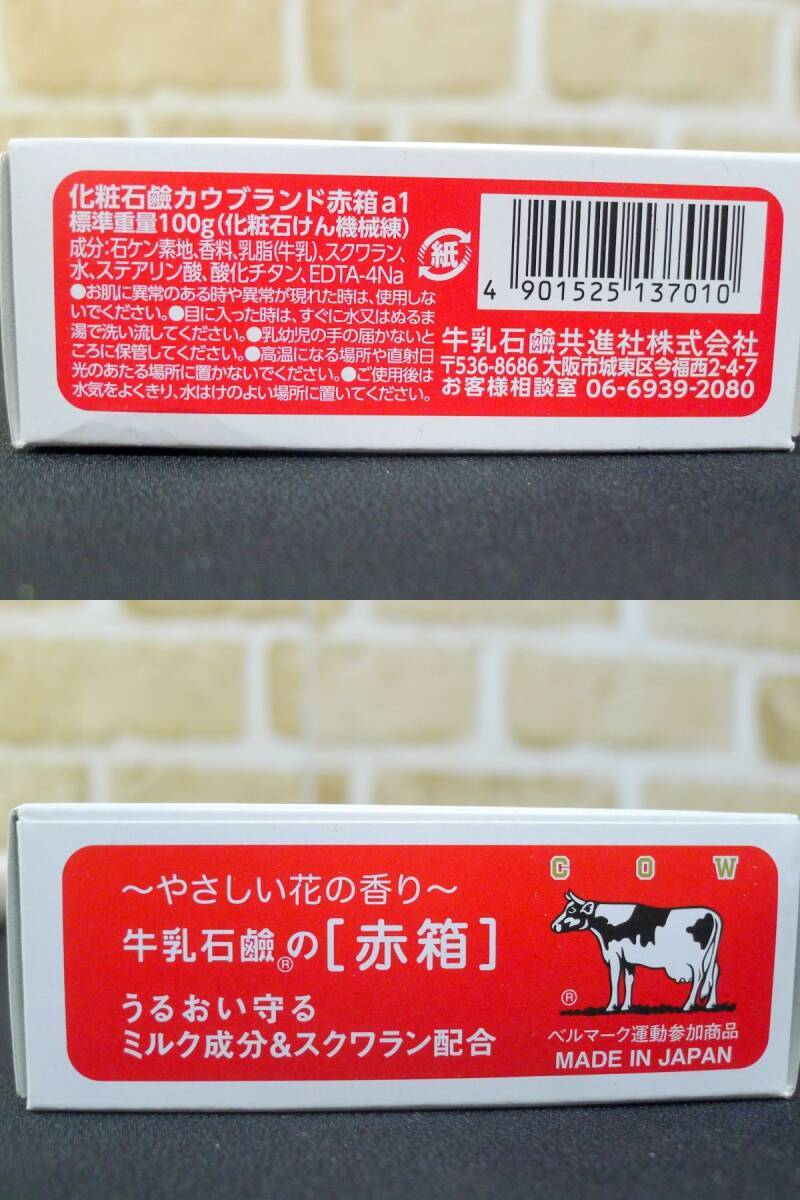 化粧石鹼カウブランド赤箱a1
標準重量100g(化粧石けん機械練)
成分:石ケン素地、香料、乳脂(牛乳)、スクワラン、
水、ステアリン酸、酸化チタン、EDTA-4Na
●お肌に異常のある時や異常が現れた時は、使用しな
いでください。●目に入った時は、すぐに水又はぬるま
湯で洗い流してください。●乳幼児の手の届かないと
ころに保管してください。●高温になる場所や直射日
光のあたる場所に置かないでください。●ご使用後は
水気をよくきり、水はけのよい場所に置いてください。
紙
4 901525 137010
牛乳石鹼共進社株式会社
〒536-8686 大阪市城東区今福西2-4-7
お客様相談室 06-6939-2080
〜やさしい花の香り〜
牛乳石鹼®の[赤箱]
うるおい守る
ミルク成分&スクワラン配合
COW
®
ベルマーク運動参加商品
MADE IN JAPAN